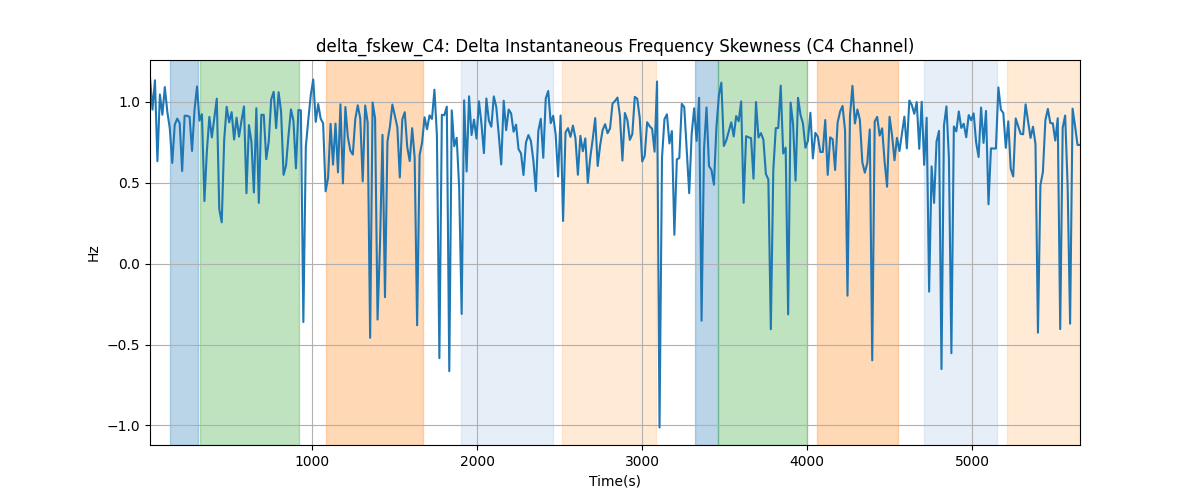 delta_fskew_C4: Delta Instantaneous Frequency Skewness (C4 Channel)
1.0
0.5
0.0
−0.5
−1.0
Hz
1000 2000 3000 4000 5000
Time(s)